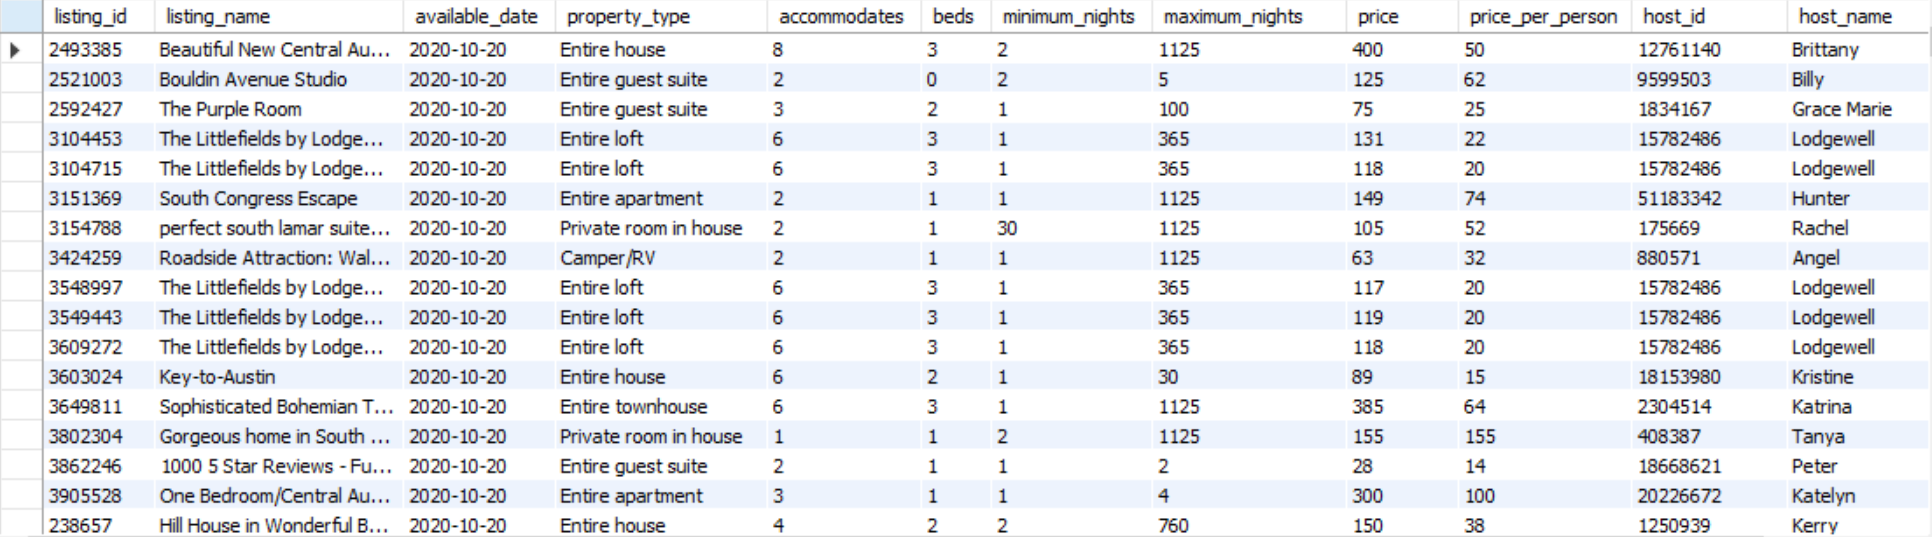 listing_id listing_name available_date property_type accommodates beds minimum_nights maximum_nights price price_per_person host_id host_name
2493385 Beautiful New Central Au... 2020-10-20 Entire house 8 3 2 1125 400 50 12761140 Brittany
2521003 Bouldin Avenue Studio 2020-10-20 Entire guest suite 2 0 2 5 125 62 9599503 Billy
2592427 The Purple Room 2020-10-20 Entire guest suite 3 2 1 100 75 25 1834167 Grace Marie
3104453 The Littlefields by Lodge... 2020-10-20 Entire loft 6 3 1 365 131 22 15782486 Lodgewell
3104715 The Littlefields by Lodge... 2020-10-20 Entire loft 6 3 1 365 118 20 15782486 Lodgewell
3151369 South Congress Escape 2020-10-20 Entire apartment 2 1 1 1125 149 74 51183342 Hunter
3154788 perfect south lamar suite... 2020-10-20 Private room in house 2 1 30 1125 105 52 175669 Rachel
3424259 Roadside Attraction: Wal... 2020-10-20 Camper/RV 2 1 1 1125 63 32 880571 Angel
3548997 The Littlefields by Lodge... 2020-10-20 Entire loft 6 3 1 365 117 20 15782486 Lodgewell
3549443 The Littlefields by Lodge... 2020-10-20 Entire loft 6 3 1 365 119 20 15782486 Lodgewell
3609272 The Littlefields by Lodge... 2020-10-20 Entire loft 6 3 1 365 118 20 15782486 Lodgewell
3603024 Key-to-Austin 2020-10-20 Entire house 6 2 1 30 89 15 18153980 Kristine
3649811 Sophisticated Bohemian T... 2020-10-20 Entire townhouse 6 3 1 1125 385 64 2304514 Katrina
3802304 Gorgeous home in South ... 2020-10-20 Private room in house 1 1 2 1125 155 155 408387 Tanya
3862246 1000 5 Star Reviews - Fu... 2020-10-20 Entire guest suite 2 1 1 2 28 14 18668621 Peter
3905528 One Bedroom/Central Au... 2020-10-20 Entire apartment 3 1 1 4 300 100 20226672 Katelyn
238657 Hill House in Wonderful B... 2020-10-20 Entire house 4 2 2 760 150 38 1250939 Kerry